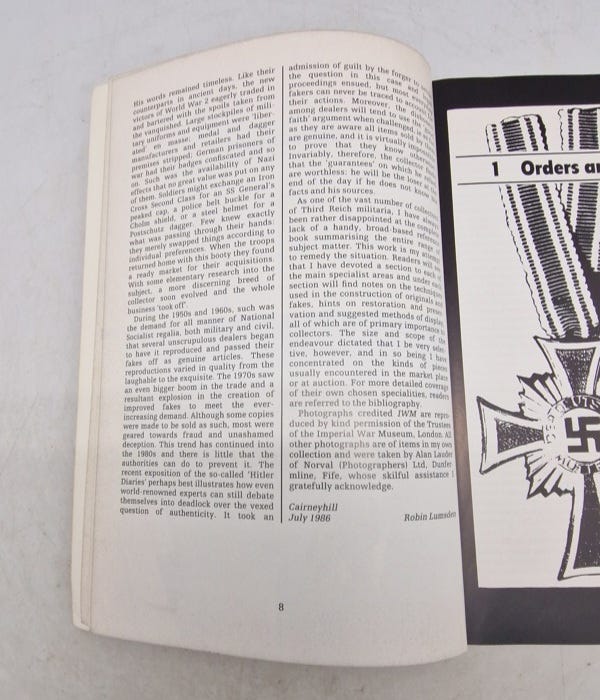 His words remained timeless. Like their
counterparts in ancient days, the new
victors of World War 2 eagerly traded in
and bartered with the spoils taken from
the vanquished. Large stockpiles of mili-
tary uniforms and equipment were 'liber-
ated' en masse, medal and dagger
manufacturers and retailers had their
premises stripped; German prisoners of
war had their badges confiscated and so
on. Such was the availability of Nazi
effects that no great value was put on any
of them. Soldiers might exchange an Iron
Cross Second Class for an SS General's
peaked cap, a police belt buckle for a
Cholm shield, or a steel helmet for a
Postschutz dagger. Few knew exactly
what was passing through their hands:
they merely swapped things according to
individual preferences. When the troops
returned home with this booty they found
a ready market for their acquisitions.
With some elementary research into the
subject, a more discerning breed of
collector soon evolved and the whole
business 'took off'.
During the 1950s and 1960s, such was
the demand for all manner of National
Socialist regalia, both military and civil,
that several unscrupulous dealers began
to have it reproduced and passed their
fakes off as genuine articles. These
reproductions varied in quality from the
laughable to the exquisite. The 1970s saw
an even bigger boom in the trade and a
resultant explosion in the creation of
improved fakes to meet the ever-
increasing demand. Although some copies
were made to be sold as such, most were
geared towards fraud and unashamed
deception. This trend has continued into
the 1980s and there is little that the
authorities can do to prevent it. The
recent exposition of the so-called 'Hitler
Diaries' perhaps best illustrates how even
world-renowned experts can still debate
themselves into deadlock over the vexed
question of authenticity. It took an
admission of guilt by the forger to
the question in this case and
proceedings ensued, but most
fakers can never be traced to account
their actions. Moreover, the
among dealers will tend to use the
faith' argument when challenged
as they are aware all items sold
are genuine, and it is virtually
to prove that they know otherwise
Invariably, therefore, the collector
that the 'guarantees' on which he
are worthless: he will be the loser at the
end of the day if he does not know
facts and his sources.
As one of the vast number of collectors
of Third Reich militaria, I have always
been rather disappointed at the
lack of a handy, broad-based reference
book summarising the entire
subject matter. This work is my attempt
to remedy the situation. Readers will
that I have devoted a section to each
the main specialist areas and under each
section will find notes on the techniques
used in the construction of originals and
fakes, hints on restoration and preser-
vation and suggested methods of display,
all of which are of primary importance to
collectors. The size and scope of the
endeavour dictated that I be very selec-
tive, however, and in so being I have
concentrated on the kinds of pieces
usually encountered in the market place
or at auction. For more detailed coverage
of their own chosen specialities, readers
are referred to the bibliography.
Photographs credited IWM are repro-
duced by kind permission of the Trustees
of the Imperial War Museum, London. All
other photographs are of items in my own
collection and were taken by Alan Lauder
of Norval (Photographers) Ltd, Dunfer-
mline, Fife, whose skilful assistance I
gratefully acknowledge.
Cairneyhill
July 1986 Robin Lumsden
8
1 Orders an